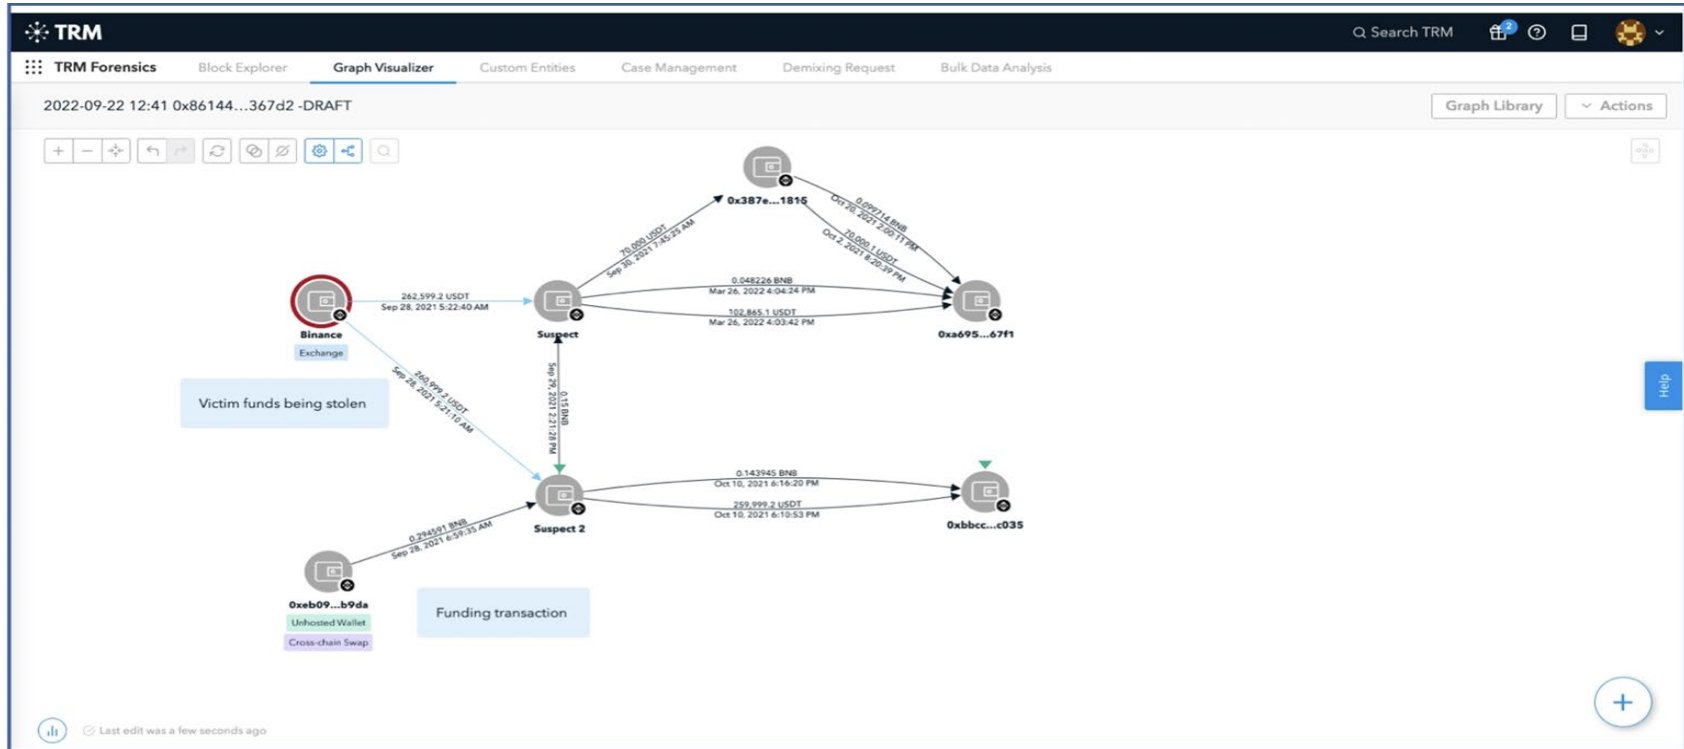 TRM
Search TRM
2
TRM Forensics
Block Explorer
Graph Visualizer
Custom Entities
Case Management
Demixing Request
Bulk Data Analysis
2022-09-22 12:41 0x86144...367d2 -DRAFT
Graph Library
Actions
0x387e...1815
0.099714 BNB
Oct 20, 2021 2:00:11 PM
70,000 USDT
Sep 30, 2021 7:45:25 AM
70,000.1 USDT
Oct 2, 2021 8:20:39 PM
262,599.2 USDT
Sep 28, 2021 5:22:40 AM
0.048226 BNB
Mar 26, 2022 4:04:24 PM
102,865.1 USDT
Mar 26, 2022 4:03:42 PM
Binance
Exchange
Suspect
0xa695...67f1
260,999.2 USDT
Sep 28, 2021 5:21:10 AM
0.15 BNB
Sep 29, 2021 2:21:28 PM
Victim funds being stolen
Help
0.143945 BNB
Oct 10, 2021 6:16:20 PM
259,999.2 USDT
Oct 10, 2021 6:10:53 PM
Suspect 2
0xbbcc...c035
0.294591 BNB
Sep 28, 2021 6:59:35 AM
0xeb09...b9da
Unhosted Wallet
Cross-chain Swap
Funding transaction
Last edit was a few seconds ago